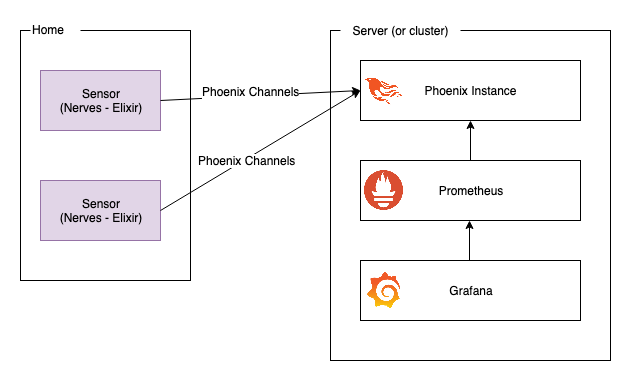 Home
Server (or cluster)
Sensor
(Nerves - Elixir)
Phoenix Channels
Phoenix Instance
Phoenix Channels
Sensor
(Nerves - Elixir)
Prometheus
Grafana